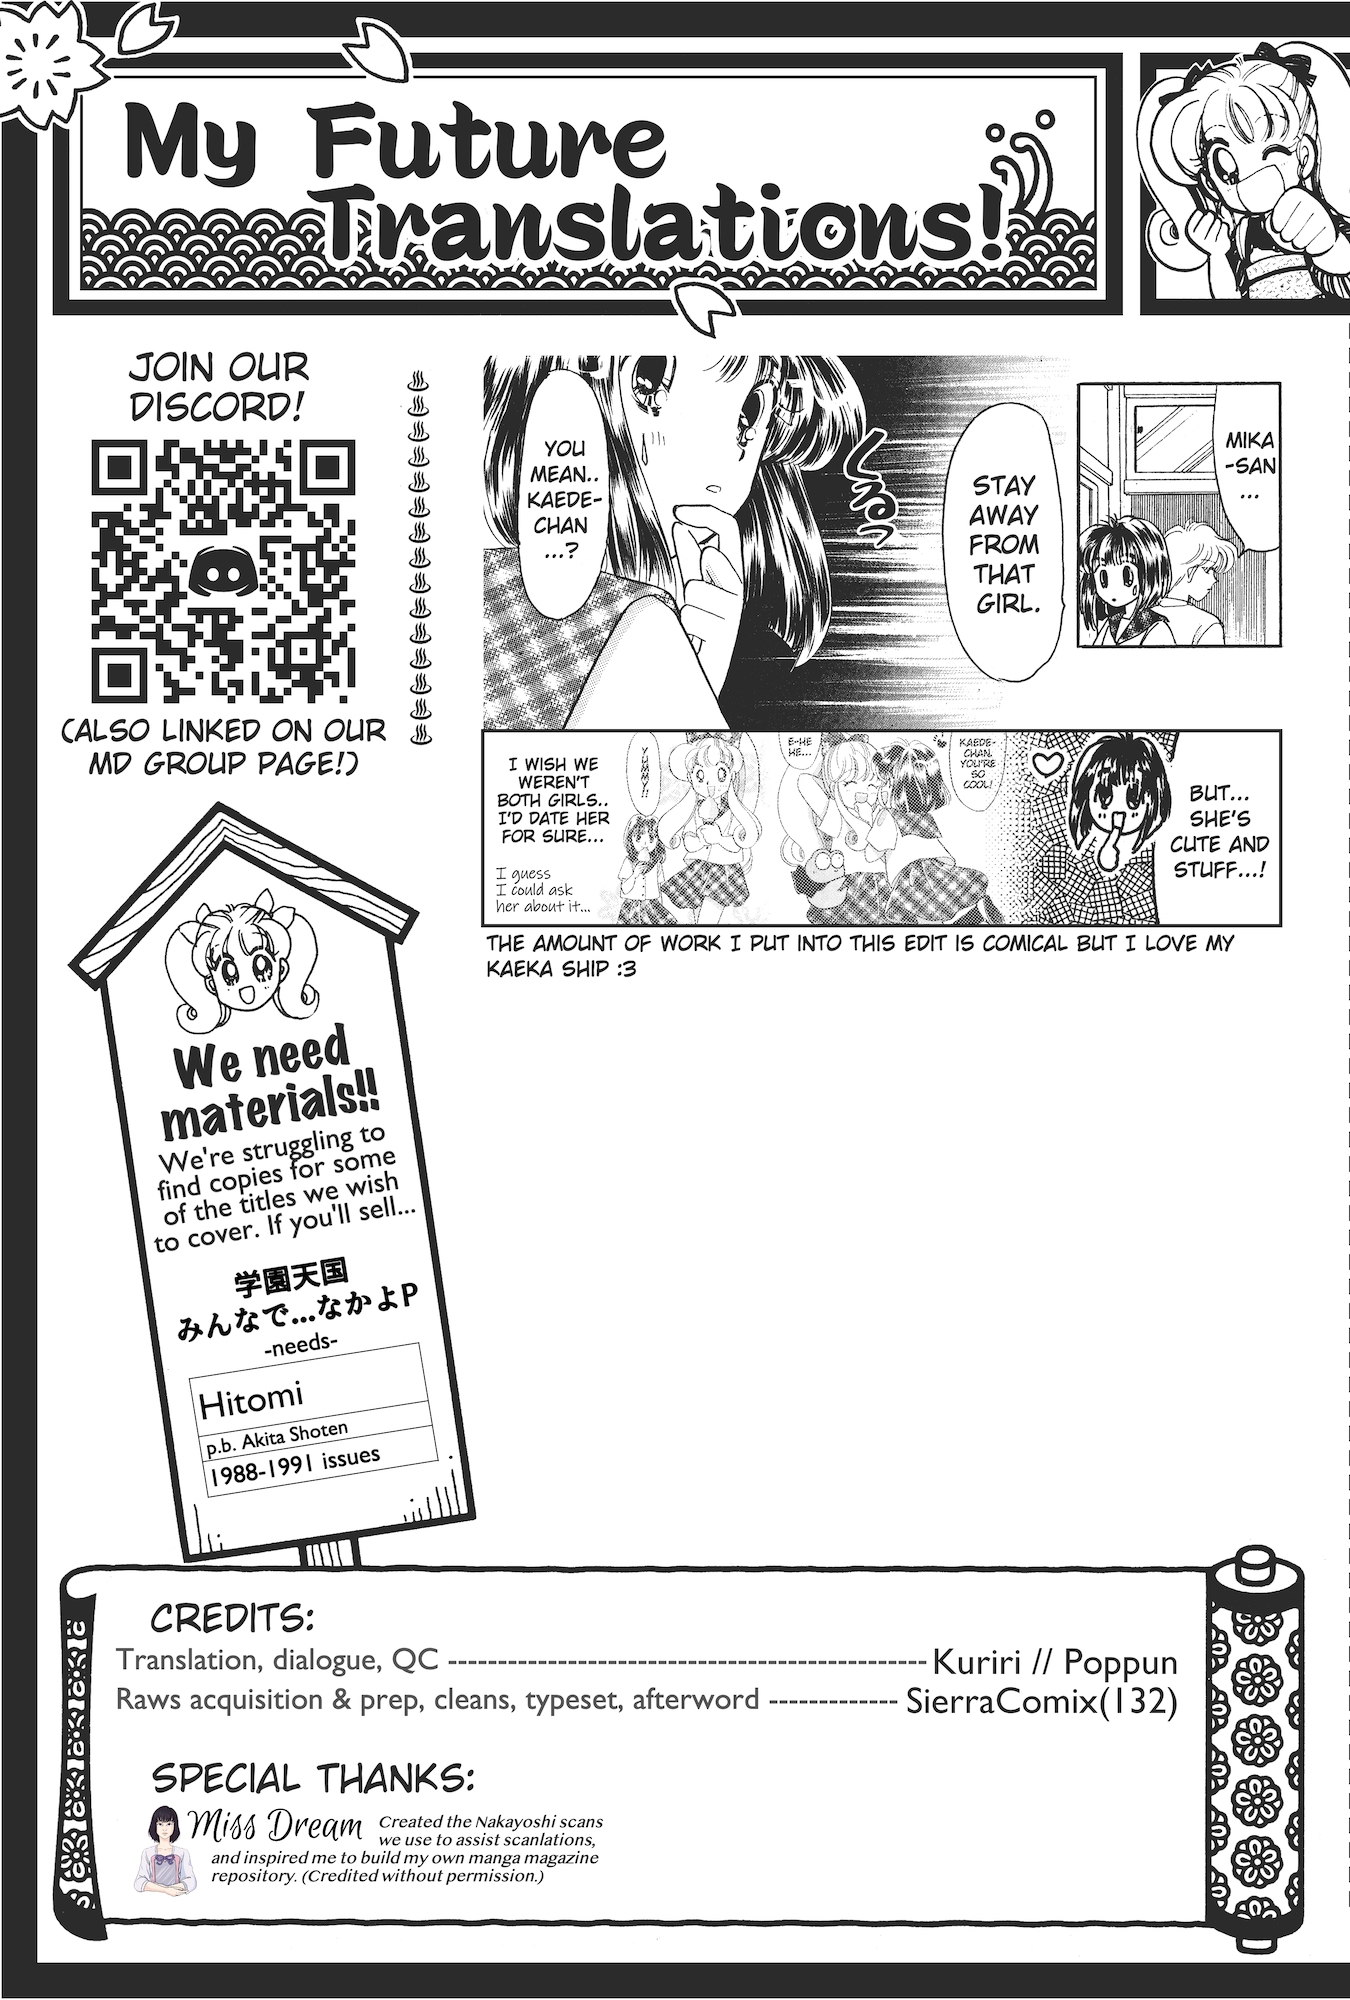 My Future
Translations!
JOIN OUR
DISCORD!
(ALSO LINKED ON OUR
MD GROUP PAGE!)
MIKA
-SAN
...
STAY
AWAY
FROM
THAT
GIRL.
くるっ
YOU
MEAN..
KAEDE-
CHAN
...?
BUT...
SHE'S
CUTE AND
STUFF...!
KAEDE-
CHAN,
YOU'RE
SO
COOL!
E-HE
HE...
YUMMY!!
I WISH WE
WEREN'T
BOTH GIRLS..
I'D DATE HER
FOR SURE...
I guess
I could ask
her about it...
THE AMOUNT OF WORK I PUT INTO THIS EDIT IS COMICAL BUT I LOVE MY
KAEKA SHIP :3
We need
materials!!
We're struggling to
find copies for some
of the titles we wish
to cover. If you'll sell...
学園天国
みんなで...なかよP
-needs-
Hitomi
p.b. Akita Shoten
1988-1991 issues
CREDITS:
Translation, dialogue, QC ------------------------------------------------ Kuriri // Poppun
Raws acquisition & prep, cleans, typeset, afterword ------------- SierraComix(132)
SPECIAL THANKS:
Miss Dream
Created the Nakayoshi scans
we use to assist scanlations,
and inspired me to build my own manga magazine
repository. (Credited without permission.)